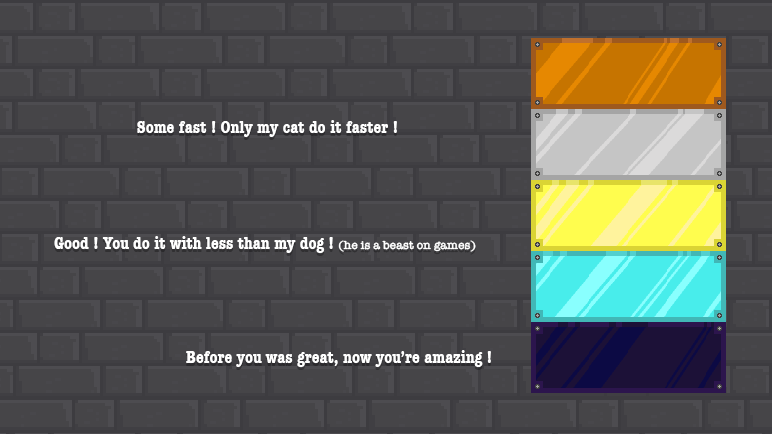 Some fast ! Only my cat do it faster !
Good ! You do it with less than my dog ! (he is a beast on games)
Before you was great, now you're amazing !